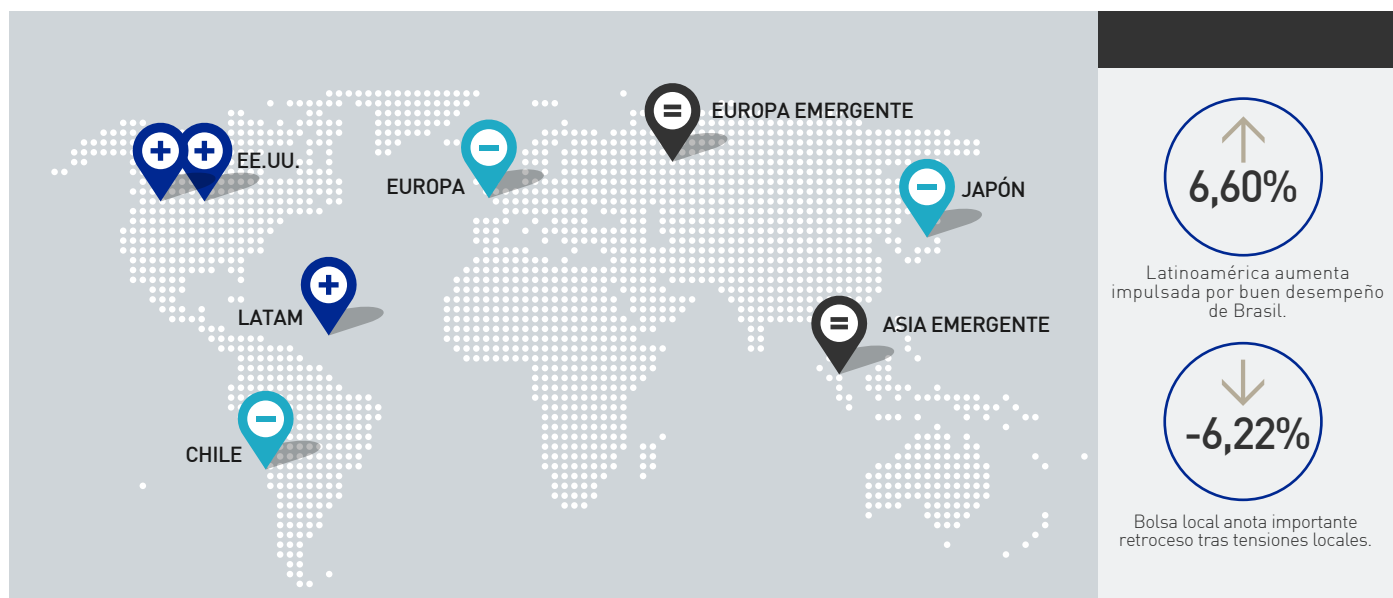 EUROPA EMERGENTE
EE.UU.
EUROPA
JAPÓN
LATAM
ASIA EMERGENTE
CHILE
6,60%
Latinoamérica aumenta
impulsada por buen desempeño
de Brasil.
-6,22%
Bolsa local anota importante
retroceso tras tensiones locales.